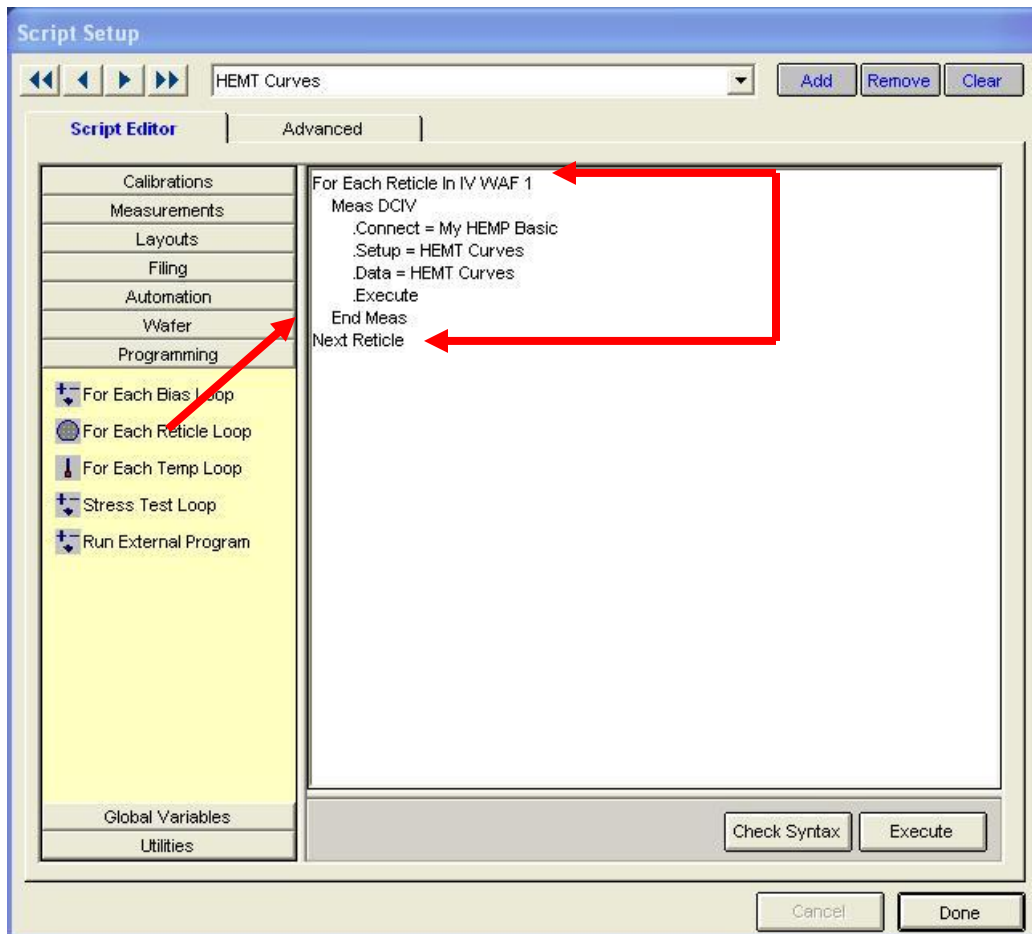 Script Setup
HEMT Curves
Add
Remove
Clear
Script Editor
Advanced
Calibrations
Measurements
Layouts
Filing
Automation
Wafer
Programming
For Each Bias Loop
For Each Reticle Loop
For Each Temp Loop
Stress Test Loop
Run External Program
Global Variables
Utilities
For Each Reticle In IV WAF 1
Meas DCIV
.Connect = My HEMP Basic
.Setup = HEMT Curves
.Data = HEMT Curves
.Execute
End Meas
Next Reticle
Check Syntax
Execute
Cancel
Done